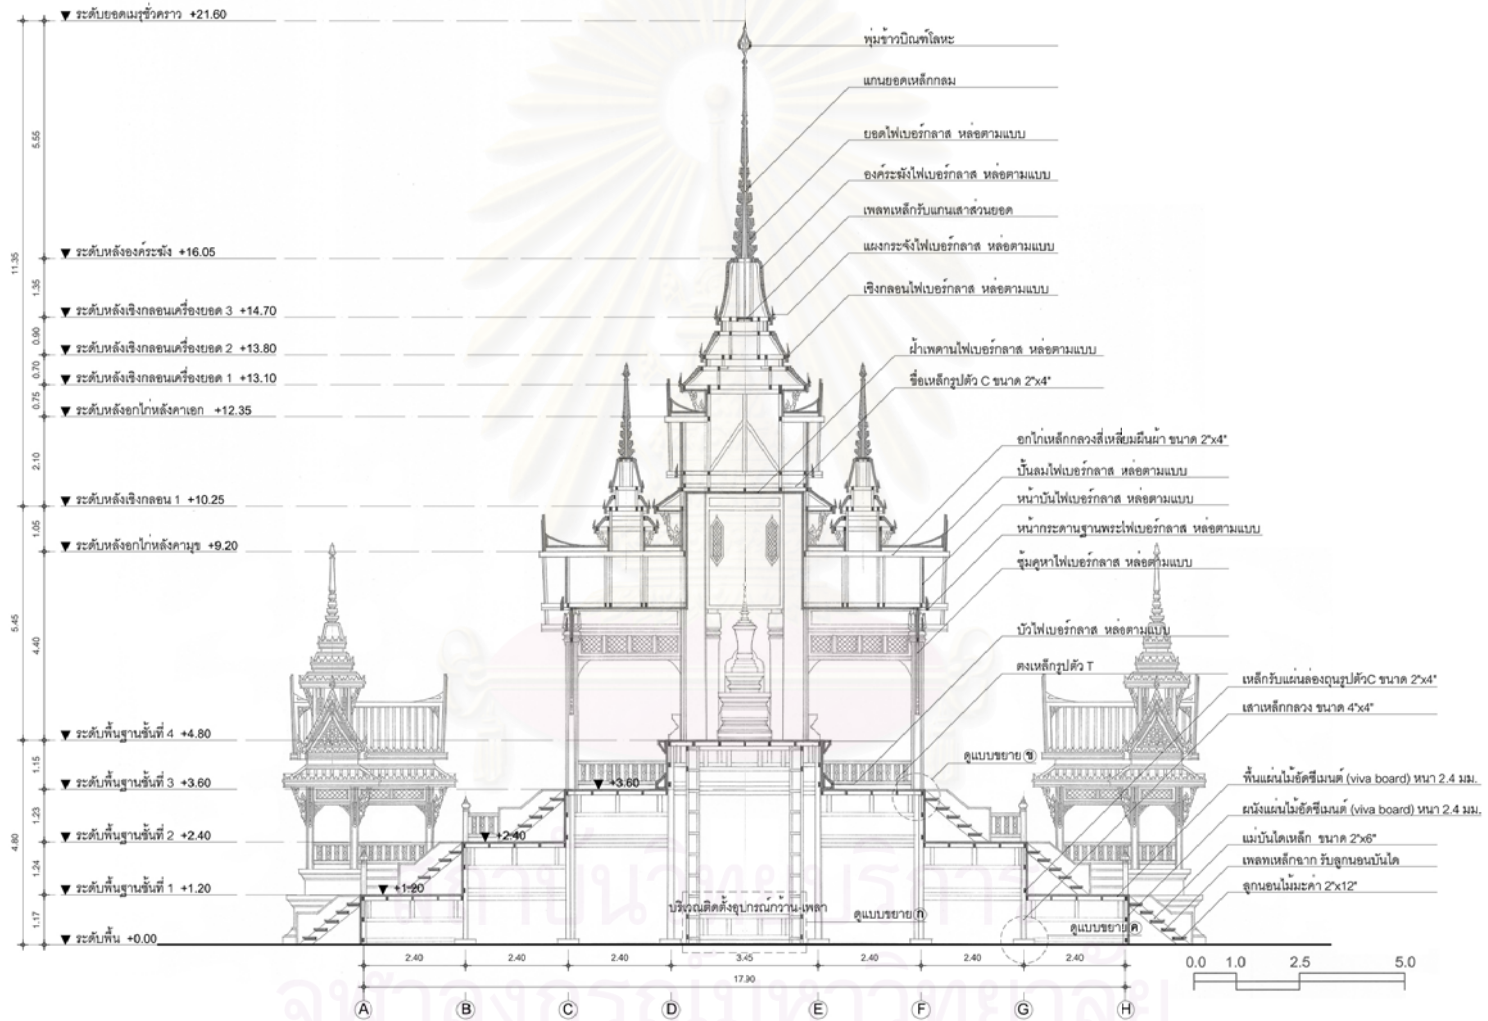 ▼ ระดับยอดเมรุชั่วคราว +21.60
▼ ระดับหลังองค์ระฆัง +16.05
▼ ระดับหลังเชิงกลอนเครื่องยอด 3 +14.70
▼ ระดับหลังเชิงกลอนเครื่องยอด 2 +13.80
▼ ระดับหลังเชิงกลอนเครื่องยอด 1 +13.10
▼ ระดับหลังอกไก่หลังคาเอก +12.35
▼ ระดับหลังเชิงกลอน 1 +10.25
▼ ระดับหลังอกไก่หลังคามุข +9.20
▼ ระดับพื้นฐานชั้นที่ 4 +4.80
▼ ระดับพื้นฐานชั้นที่ 3 +3.60
▼ ระดับพื้นฐานชั้นที่ 2 +2.40
▼ ระดับพื้นฐานชั้นที่ 1 +1.20
▼ ระดับพื้น +0.00
11.35
5.45
4.80
5.55
1.35
0.90
0.70
0.75
2.10
1.05
4.40
1.15
1.23
1.24
1.17
พุ่มข้าวบิณฑ์โลหะ
แกนยอดเหล็กกลม
ยอดไฟเบอร์กลาส หล่อตามแบบ
องค์ระฆังไฟเบอร์กลาส หล่อตามแบบ
เพลทเหล็กรับแกนเสาส่วนยอด
แผงกระจังไฟเบอร์กลาส หล่อตามแบบ
เชิงกลอนไฟเบอร์กลาส หล่อตามแบบ
ฝ้าเพดานไฟเบอร์กลาส หล่อตามแบบ
ขื่อเหล็กรูปตัว C ขนาด 2"x4"
อกไก่เหล็กกลวงสี่เหลี่ยมผืนผ้า ขนาด 2"x4"
ปั้นลมไฟเบอร์กลาส หล่อตามแบบ
หน้าบันไฟเบอร์กลาส หล่อตามแบบ
หน้ากระดานฐานพระไฟเบอร์กลาส หล่อตามแบบ
ซุ้มคูหาไฟเบอร์กลาส หล่อตามแบบ
บัวไฟเบอร์กลาส หล่อตามแบบ
ตงเหล็กรูปตัว T
เหล็กรับแผ่นล่องถุนรูปตัวC ขนาด 2"x4"
เสาเหล็กกลวง ขนาด 4"x4"
ดูแบบขยาย ข
พื้นแผ่นไม้อัดซีเมนต์ (viva board) หนา 2.4 มม.
ผนังแผ่นไม้อัดซีเมนต์ (viva board) หนา 2.4 มม.
แม่บันไดเหล็ก ขนาด 2"x6"
เพลทเหล็กฉาก รับลูกนอนบันได
ลูกนอนไม้มะค่า 2"x12"
▼ +3.60
▼ +2.40
▼ +1.20
บริเวณติดตั้งอุปกรณ์กว้าน-เพลา
ดูแบบขยาย ก
ดูแบบขยาย ค
2.40 2.40 2.40 3.45 2.40 2.40 2.40
17.90
A B C D E F G H
0.0 1.0 2.5 5.0
สถาบันวิทยบริการ
จุฬาลงกรณ์มหาวิทยาลัย